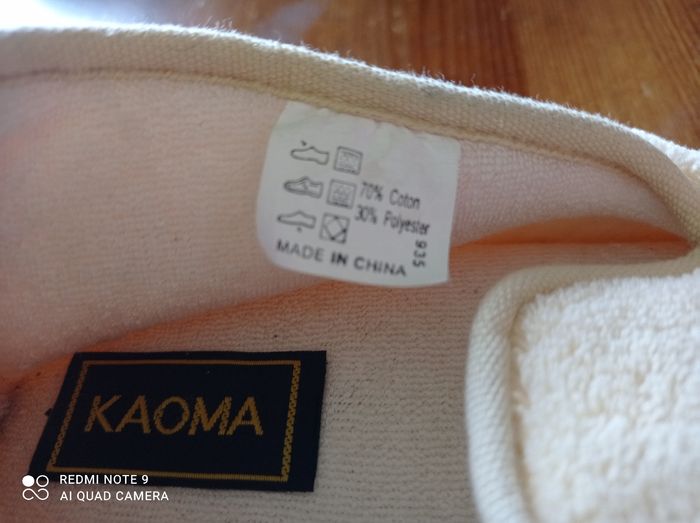 70% Coton
30% Polyester
935
MADE IN CHINA
KAOMA
REDMI NOTE 9
AI QUAD CAMERA